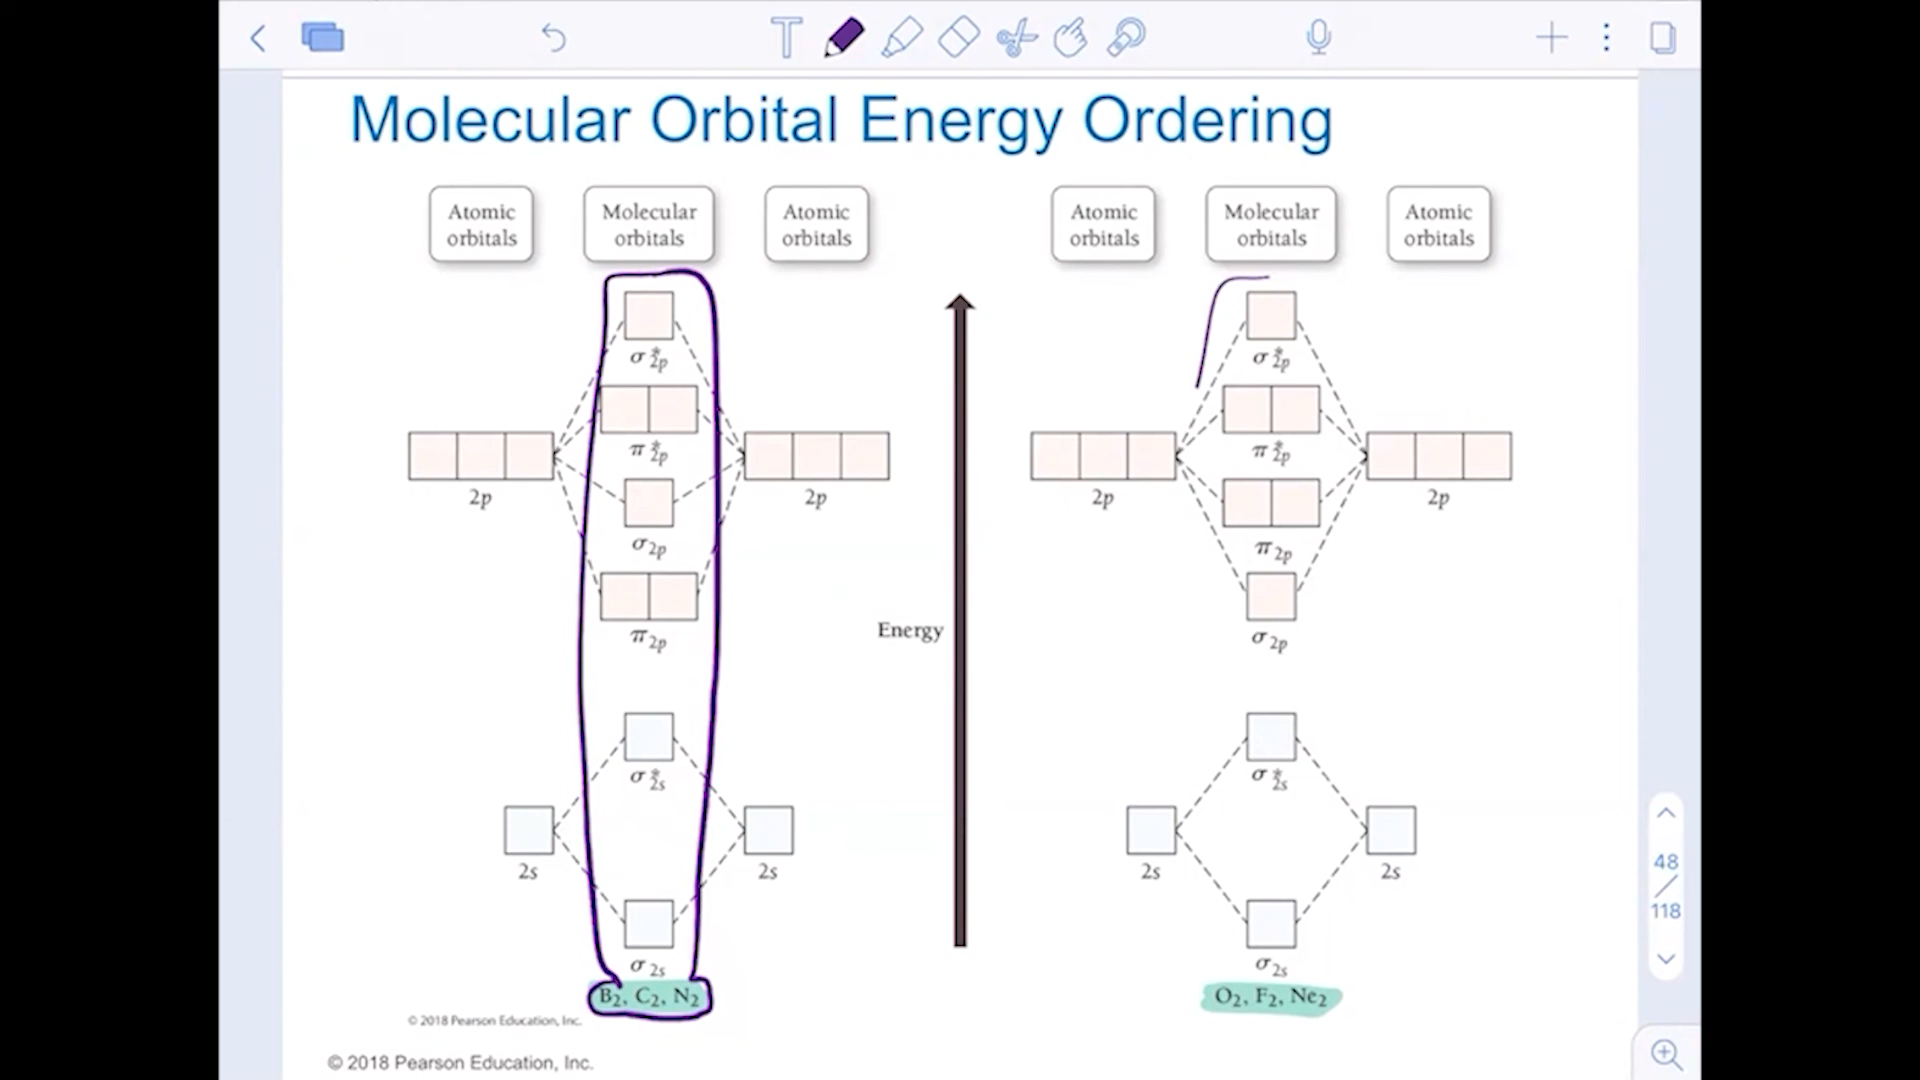 Molecular Orbital Energy Ordering
Atomic orbitals
Molecular orbitals
Atomic orbitals
σ*2p
π*2p
2p
2p
σ2p
π2p
σ*2s
2s
2s
σ2s
B2, C2, N2
© 2018 Pearson Education, Inc.
Energy
Atomic orbitals
Molecular orbitals
Atomic orbitals
σ*2p
π*2p
2p
2p
π2p
σ2p
σ*2s
2s
2s
σ2s
O2, F2, Ne2
© 2018 Pearson Education, Inc.
T
48
118